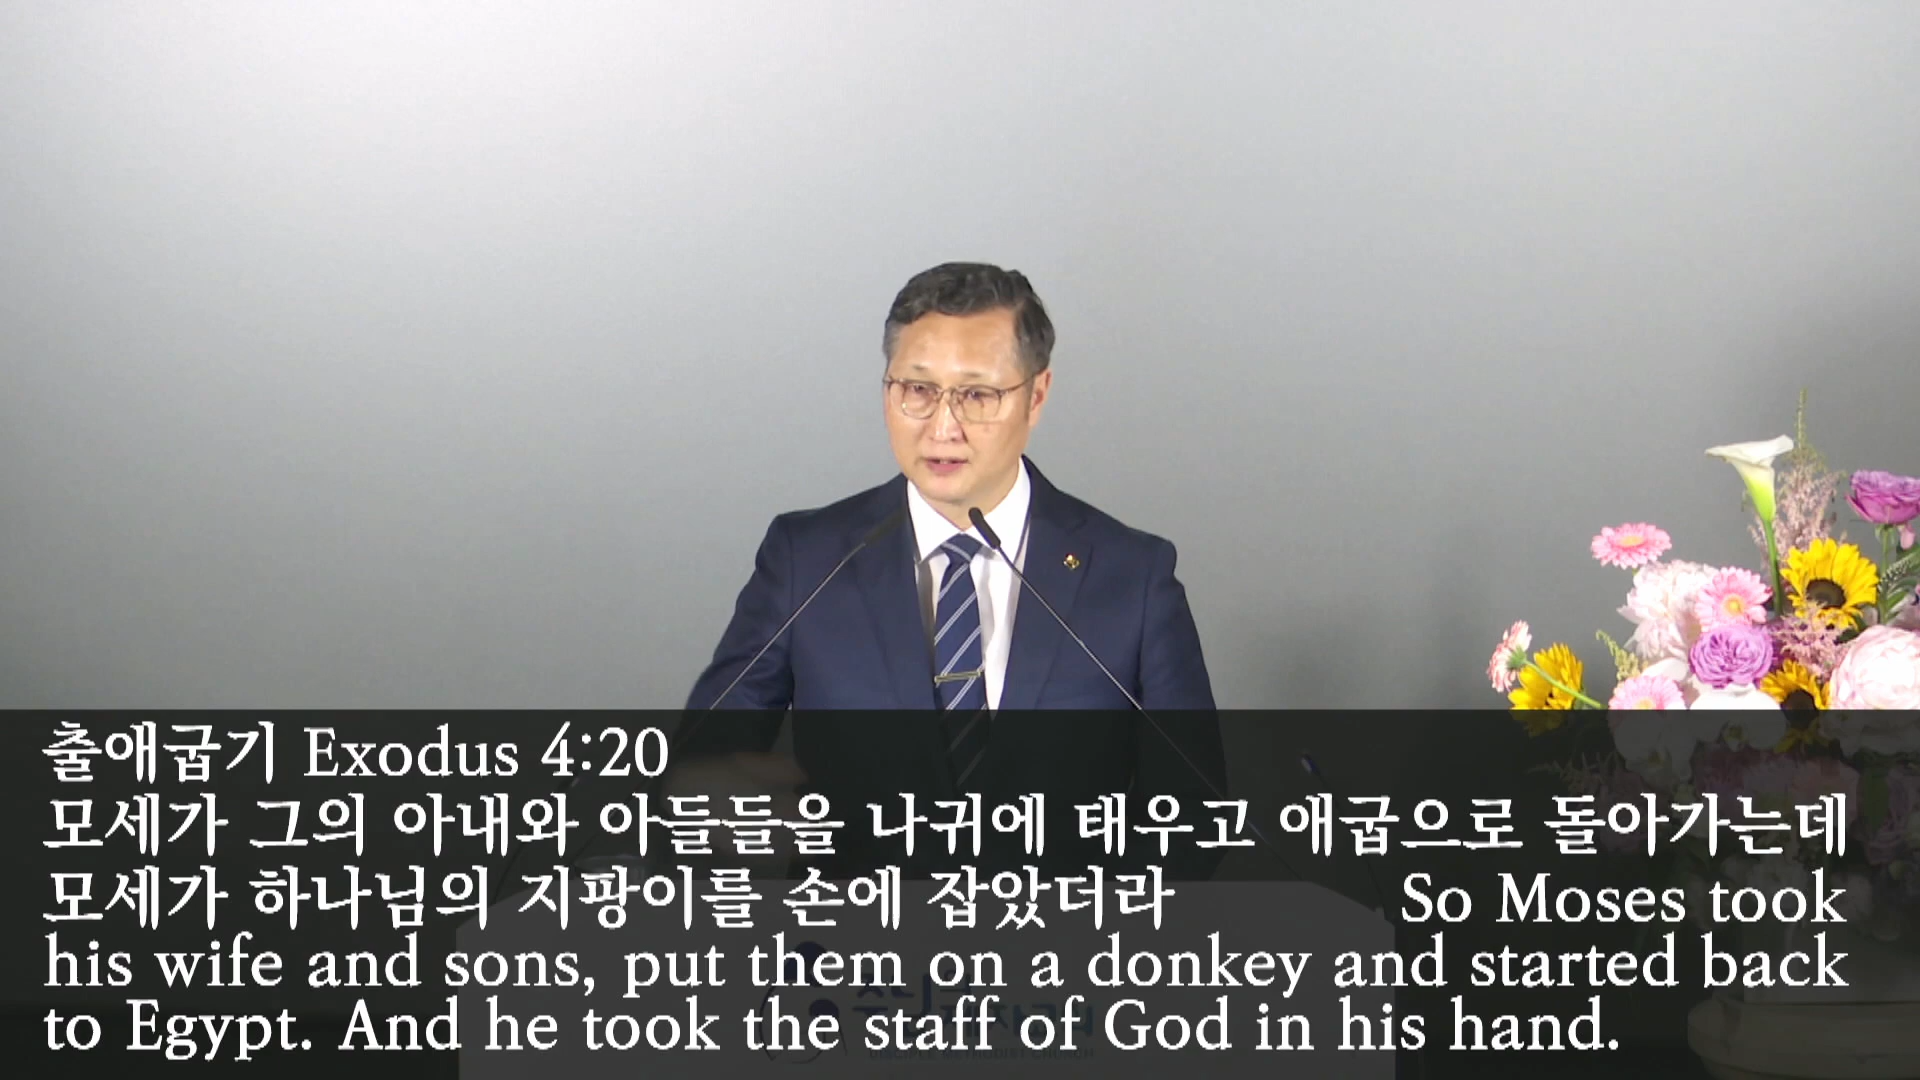 출애굽기 Exodus 4:20
모세가 그의 아내와 아들들을 나귀에 태우고 애굽으로 돌아가는데
모세가 하나님의 지팡이를 손에 잡았더라 So Moses took
his wife and sons, put them on a donkey and started back
to Egypt. And he took the staff of God in his hand.
DISCIPLE METHODIST CHURCH